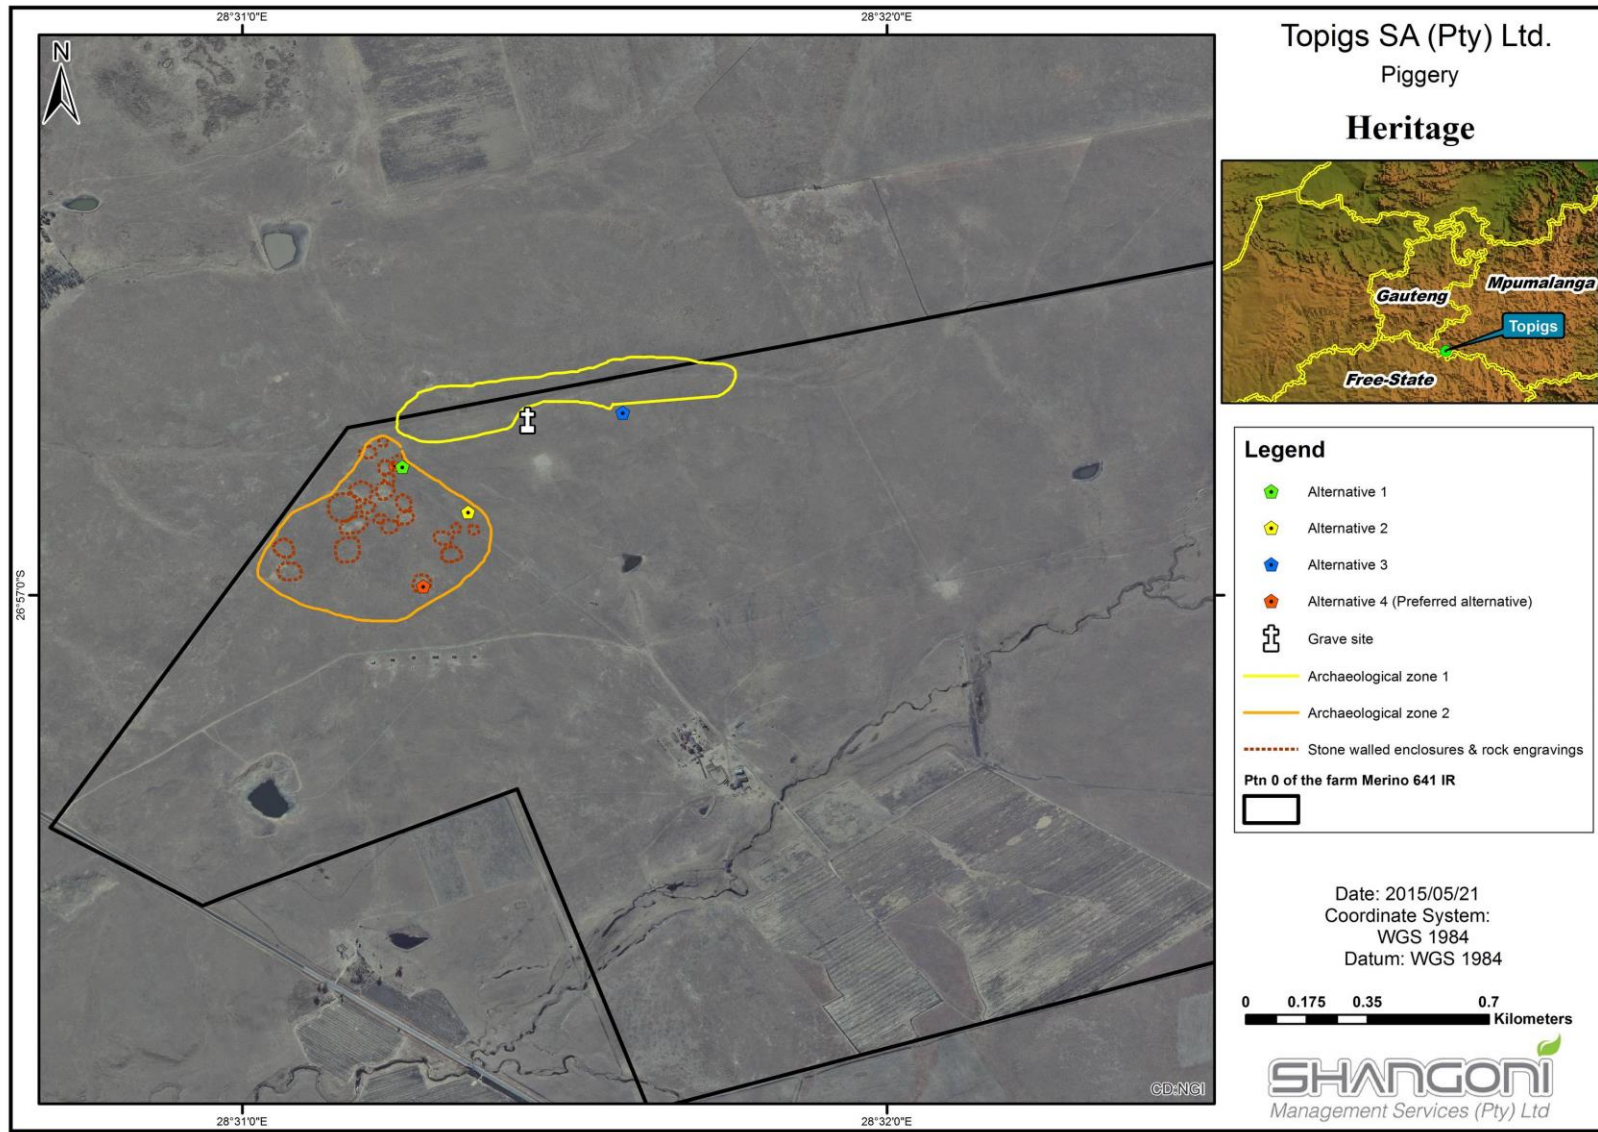 28°31'0"E
28°32'0"E
N
26°57'0"S
CD:NGI
28°31'0"E
28°32'0"E
Topigs SA (Pty) Ltd.
Piggery
Heritage
Gauteng
Mpumalanga
Topigs
Free-State
Legend
Alternative 1
Alternative 2
Alternative 3
Alternative 4 (Preferred alternative)
Grave site
Archaeological zone 1
Archaeological zone 2
Stone walled enclosures & rock engravings
Ptn 0 of the farm Merino 641 IR
Date: 2015/05/21
Coordinate System:
WGS 1984
Datum: WGS 1984
0 0.175 0.35 0.7
Kilometers
SHANGONI
Management Services (Pty) Ltd